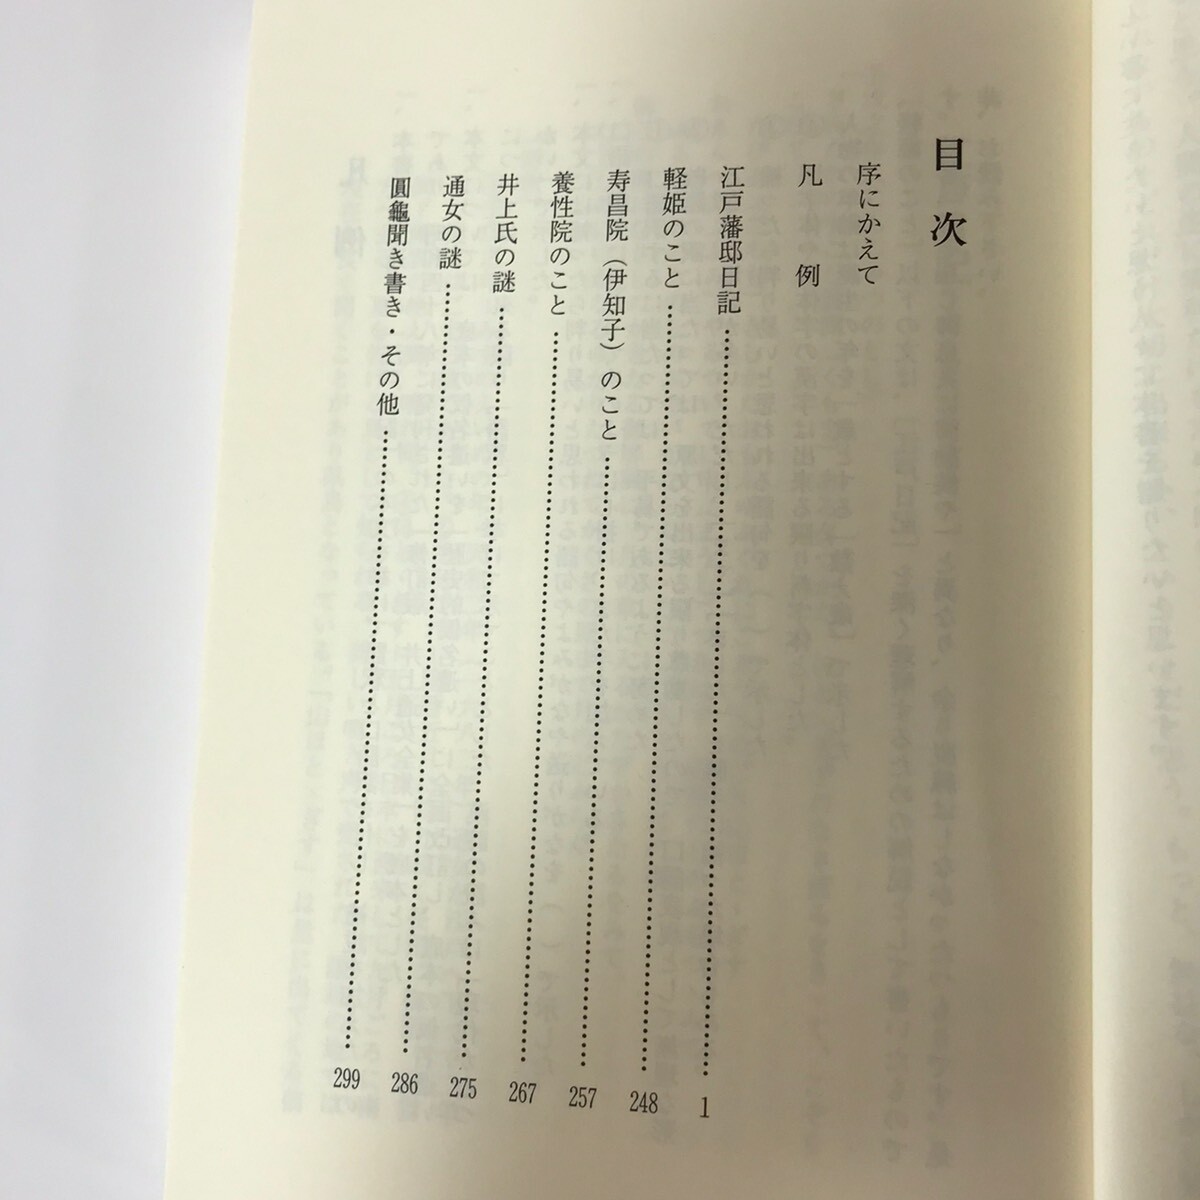 目次
序にかえて
凡例
江戸藩邸日記……………………1
軽姫のこと……………………248
寿昌院（伊知子）のこと……………………257
養性院のこと……………………267
井上氏の謎……………………275
通女の謎……………………286
圓龜聞き書き・その他……………………299